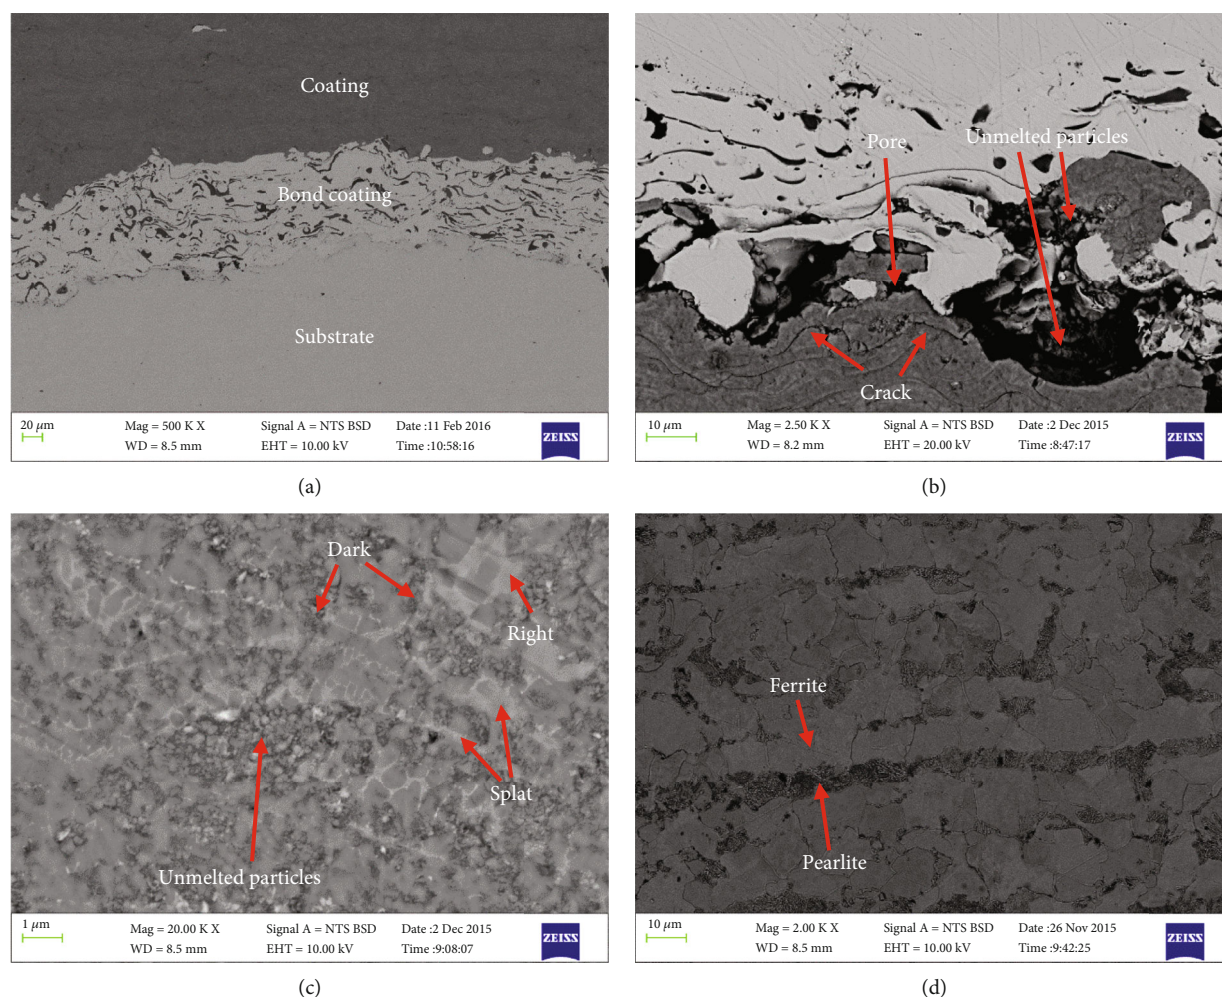 Coating
Bond coating
Substrate
20 μm
Mag = 500 K X
Signal A = NTS BSD
Date :11 Feb 2016
WD = 8.5 mm
EHT = 10.00 kV
Time :10:58:16
ZEISS
(a)
Pore
Unmelted particles
Crack
10 μm
Mag = 2.50 K X
Signal A = NTS BSD
Date :2 Dec 2015
WD = 8.2 mm
EHT = 20.00 kV
Time :8:47:17
ZEISS
(b)
Dark
Right
Splat
Unmelted particles
1 μm
Mag = 20.00 K X
Signal A = NTS BSD
Date :2 Dec 2015
WD = 8.5 mm
EHT = 10.00 kV
Time :9:08:07
ZEISS
(c)
Ferrite
Pearlite
10 μm
Mag = 2.00 K X
Signal A = NTS BSD
Date :26 Nov 2015
WD = 8.5 mm
EHT = 10.00 kV
Time :9:42:25
ZEISS
(d)